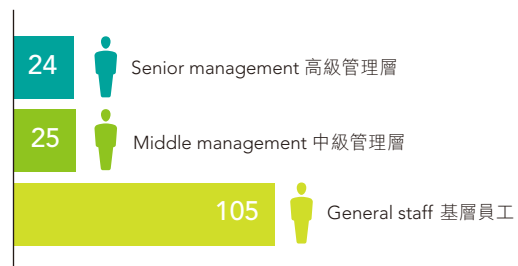 24 Senior management 高級管理層
25 Middle management 中級管理層
105 General staff 基層員工